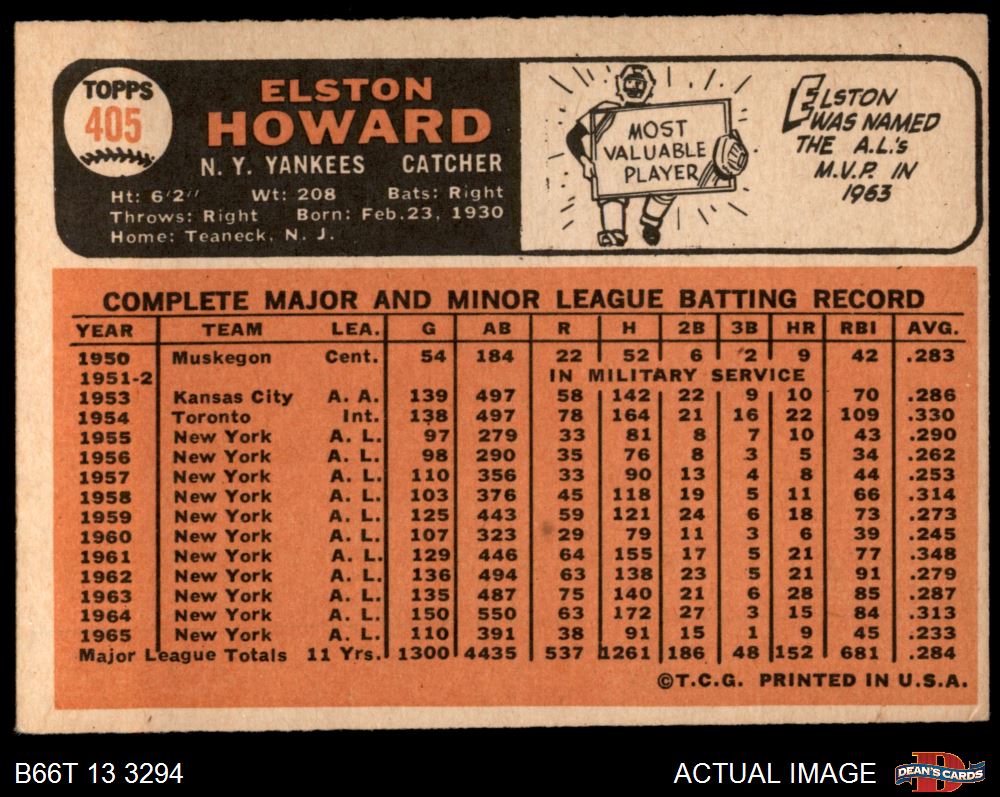 TOPPS
405
ELSTON
HOWARD
N. Y. YANKEES CATCHER
Ht: 6'2" Wt: 208 Bats: Right
Throws: Right Born: Feb. 23, 1930
Home: Teaneck, N. J.
MOST
VALUABLE
PLAYER
ELSTON
WAS NAMED
THE A.L.'s
M.V.P. IN
1963
COMPLETE MAJOR AND MINOR LEAGUE BATTING RECORD
YEAR TEAM LEA. G AB R H 2B 3B HR RBI AVG.
1950 Muskegon Cent. 54 184 22 52 6 2 9 42 .283
1951-2 IN MILITARY SERVICE
1953 Kansas City A. A. 139 497 58 142 22 9 10 70 .286
1954 Toronto Int. 138 497 78 164 21 16 22 109 .330
1955 New York A. L. 97 279 33 81 8 7 10 43 .290
1956 New York A. L. 98 290 35 76 8 3 5 34 .262
1957 New York A. L. 110 356 33 90 13 4 8 44 .253
1958 New York A. L. 103 376 45 118 19 5 11 66 .314
1959 New York A. L. 125 443 59 121 24 6 18 73 .273
1960 New York A. L. 107 323 29 79 11 3 6 39 .245
1961 New York A. L. 129 446 64 155 17 5 21 77 .348
1962 New York A. L. 136 494 63 138 23 5 21 91 .279
1963 New York A. L. 135 487 75 140 21 6 28 85 .287
1964 New York A. L. 150 550 63 172 27 3 15 84 .313
1965 New York A. L. 110 391 38 91 15 1 9 45 .233
Major League Totals 11 Yrs. 1300 4435 537 1261 186 48 152 681 .284
©T.C.G. PRINTED IN U.S.A.
B66T 13 3294
ACTUAL IMAGE
D
DEAN'S CARDS